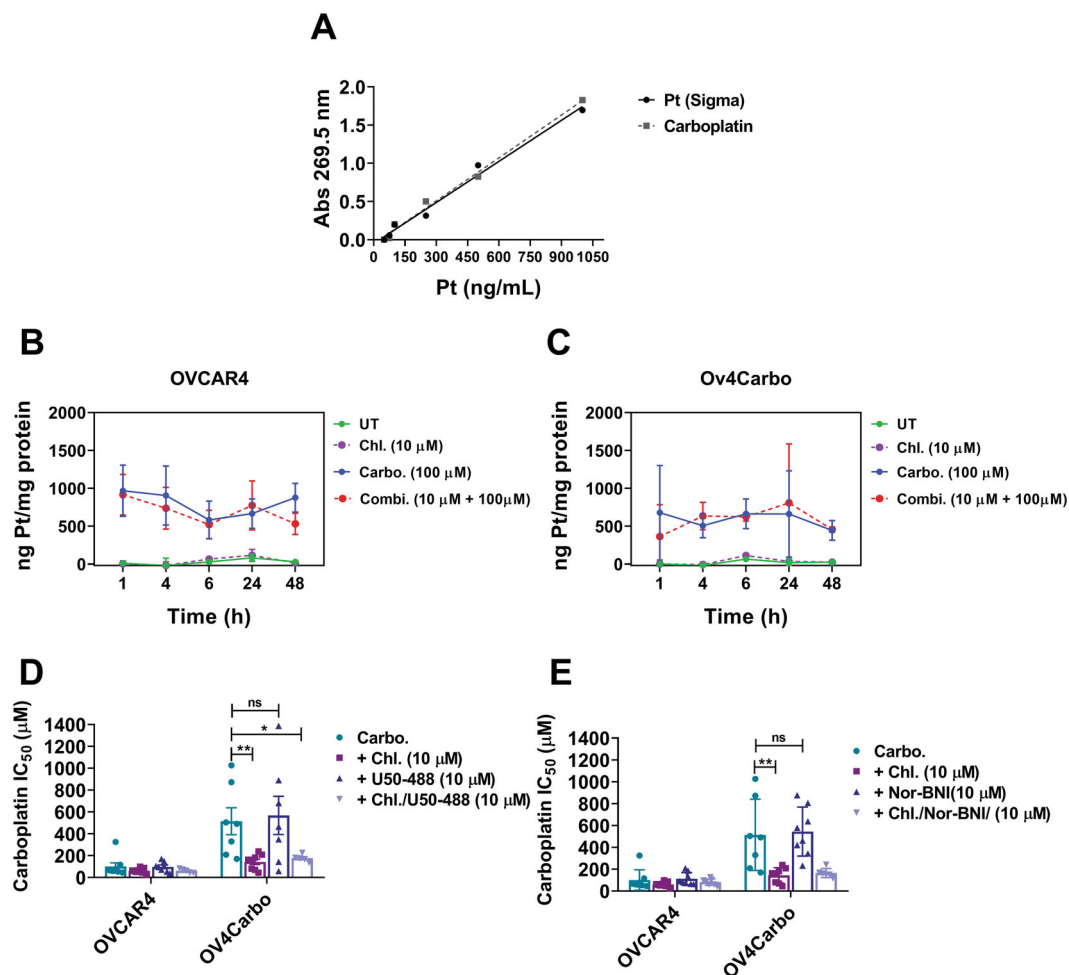 A
Abs 269.5 nm
2.0
1.5
1.0
0.5
0.0
0 150 300 450 600 750 900 1050
Pt (ng/mL)
Pt (Sigma)
Carboplatin
B
OVCAR4
ng Pt/mg protein
2000
1500
1000
500
0
1 4 6 24 48
Time (h)
UT
Chl. (10 μM)
Carbo. (100 μM)
Combi. (10 μM + 100μM)
C
Ov4Carbo
ng Pt/mg protein
2000
1500
1000
500
0
1 4 6 24 48
Time (h)
UT
Chl. (10 μM)
Carbo. (100 μM)
Combi. (10 μM + 100μM)
D
Carboplatin IC50 (μM)
1400
1200
1000
800
600
400
200
0
ns
*
**
OVCAR4
OV4Carbo
Carbo.
+ Chl. (10 μM)
+ U50-488 (10 μM)
+ Chl./U50-488 (10 μM)
E
Carboplatin IC50 (μM)
1400
1200
1000
800
600
400
200
0
ns
**
OVCAR4
OV4Carbo
Carbo.
+ Chl. (10 μM)
+ Nor-BNI(10 μM)
+ Chl./Nor-BNI/ (10 μM)